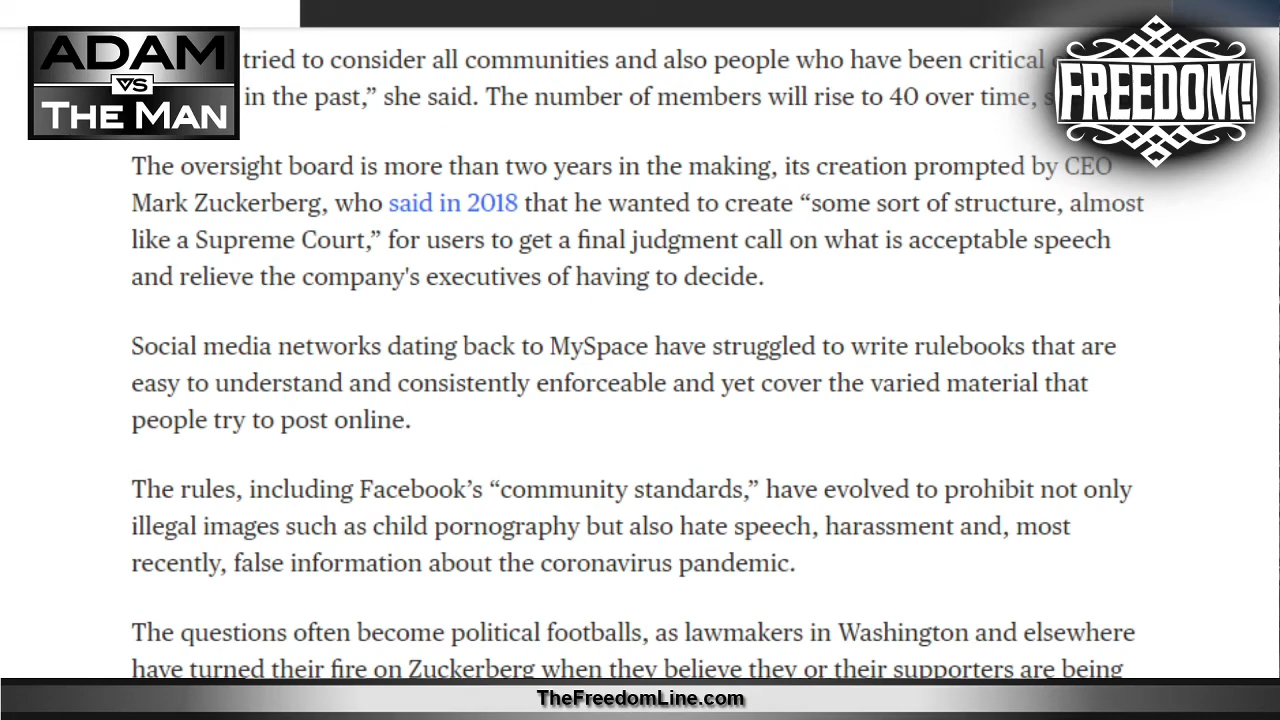 ADAM
VS
THE MAN
FREEDOM!
tried to consider all communities and also people who have been critical
in the past,” she said. The number of members will rise to 40 over time,
The oversight board is more than two years in the making, its creation prompted by CEO
Mark Zuckerberg, who said in 2018 that he wanted to create “some sort of structure, almost
like a Supreme Court,” for users to get a final judgment call on what is acceptable speech
and relieve the company's executives of having to decide.
Social media networks dating back to MySpace have struggled to write rulebooks that are
easy to understand and consistently enforceable and yet cover the varied material that
people try to post online.
The rules, including Facebook’s “community standards,” have evolved to prohibit not only
illegal images such as child pornography but also hate speech, harassment and, most
recently, false information about the coronavirus pandemic.
The questions often become political footballs, as lawmakers in Washington and elsewhere
have turned their fire on Zuckerberg when they believe they or their supporters are being
TheFreedomLine.com